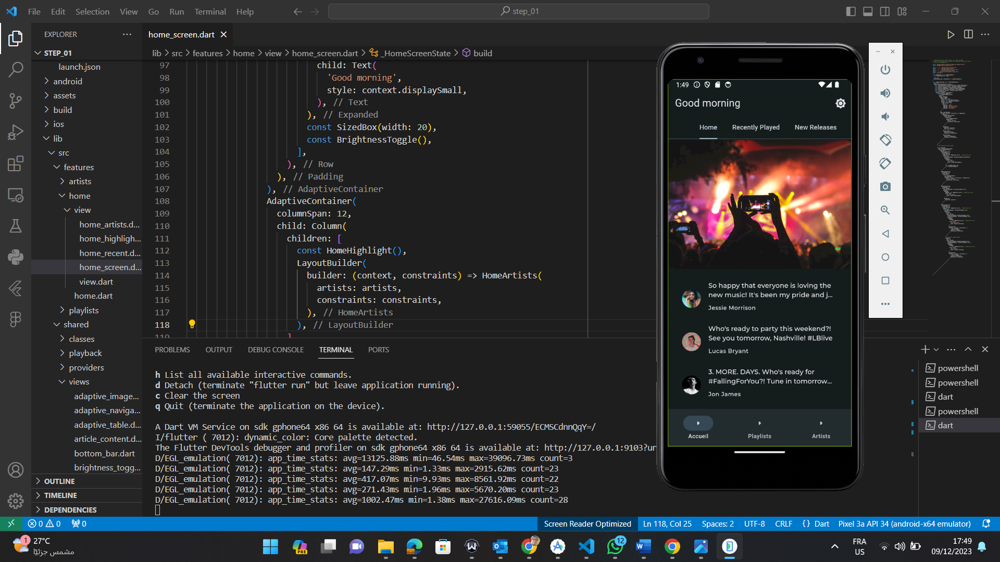 File Edit Selection View Go Run Terminal Help
step_01
EXPLORER
STEP_01
launch.json
android
assets
build
ios
lib
src
features
artists
home
view
home_artists.d...
home_highligh...
home_recent.d...
home_screen.d...
view.dart
home.dart
playlists
shared
classes
playback
providers
views
adaptive_image...
adaptive_naviga...
adaptive_table.d...
article_content.d...
bottom_bar.dart
brightness_togg...
OUTLINE
TIMELINE
DEPENDENCIES
home_screen.dart
lib > src > features > home > view > home_screen.dart > _HomeScreenState > build
97 child: Text(
98 'Good morning',
99 style: context.displaySmall,
100 ), // Text
101 ), // Expanded
102 const SizedBox(width: 20),
103 const BrightnessToggle(),
104 ],
105 ), // Row
106 ), // Padding
107 ), // AdaptiveContainer
108 AdaptiveContainer(
109 columnSpan: 12,
110 child: Column(
111 children: [
112 const HomeHighlight(),
113 LayoutBuilder(
114 builder: (context, constraints) => HomeArtists(
115 artists: artists,
116 constraints: constraints,
117 ), // HomeArtists
118 ), // LayoutBuilder
119 ]
PROBLEMS OUTPUT DEBUG CONSOLE TERMINAL PORTS
h List all available interactive commands.
d Detach (terminate "flutter run" but leave application running).
c Clear the screen
q Quit (terminate the application on the device).
A Dart VM Service on sdk gphone64 x86 64 is available at: http://127.0.0.1:59055/ECMSCdnnQqY=/
I/flutter ( 7012): dynamic_color: Core palette detected.
The Flutter DevTools debugger and profiler on sdk gphone64 x86 64 is available at: http://127.0.0.1:9103?ur
D/EGL_emulation( 7012): app_time_stats: avg=13125.88ms min=46.54ms max=39096.73ms count=3
D/EGL_emulation( 7012): app_time_stats: avg=147.29ms min=1.33ms max=2915.62ms count=23
D/EGL_emulation( 7012): app_time_stats: avg=417.07ms min=9.93ms max=8561.92ms count=22
D/EGL_emulation( 7012): app_time_stats: avg=271.43ms min=1.96ms max=5670.20ms count=23
D/EGL_emulation( 7012): app_time_stats: avg=1002.47ms min=1.38ms max=27616.09ms count=28
powershell
powershell
dart
powershell
dart
1:49
Good morning
Home Recently Played New Releases
So happy that everyone is loving the
new music! It's been my pride and j...
Jessie Morrison
Who's ready to party this weekend?!
See you tomorrow, Nashville! #LBlive
Lucas Bryant
3. MORE. DAYS. Who's ready for
#FallingForYou?! Tune in tomorrow...
Jon James
Accueil Playlists Artists
0 0 0
Screen Reader Optimized Ln 118, Col 25 Spaces: 2 UTF-8 CRLF {} Dart Pixel 3a API 34 (android-x64 emulator)
1
27°C
مشمس جزئيًا
PRE
12
FRA
US
17:49
09/12/2023